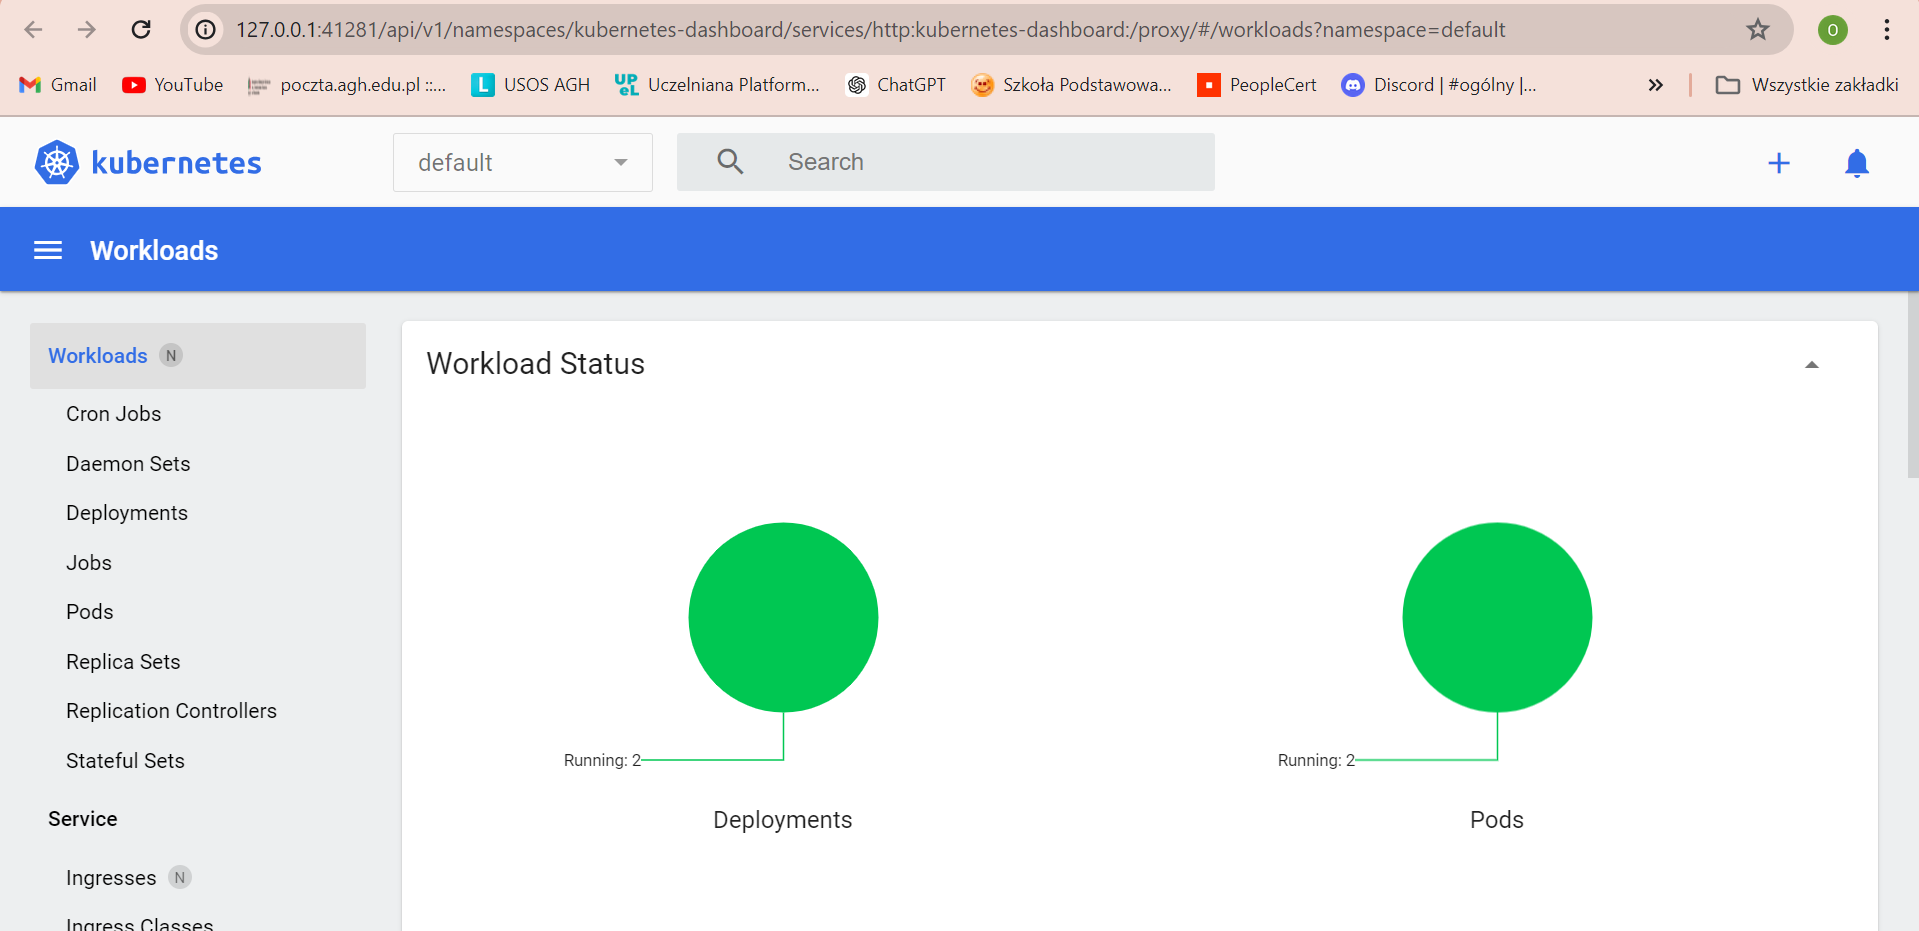 127.0.0.1:41281/api/v1/namespaces/kubernetes-dashboard/services/http:kubernetes-dashboard:/proxy/#/workloads?namespace=default
O
Gmail
YouTube
poczta.agh.edu.pl ::...
L
USOS AGH
UPeL
Uczelniana Platform...
ChatGPT
Szkoła Podstawowa...
PeopleCert
Discord | #ogólny |...
Wszystkie zakładki
kubernetes
default
Search
Workloads
Workloads N
Cron Jobs
Daemon Sets
Deployments
Jobs
Pods
Replica Sets
Replication Controllers
Stateful Sets
Service
Ingresses N
Ingress Classes
Workload Status
Running: 2
Deployments
Running: 2
Pods